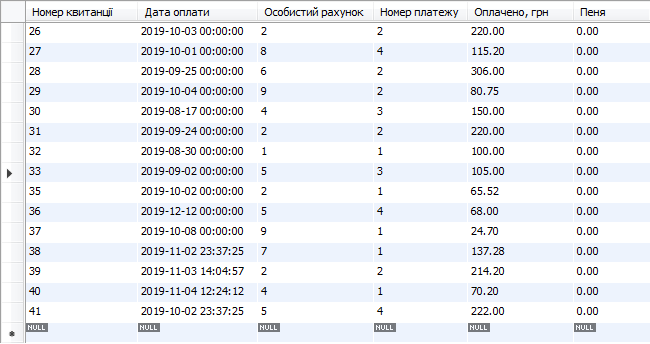 Номер квитанції Дата оплати Особистий рахунок Номер платежу Оплачено, грн Пеня
26 2019-10-03 00:00:00 2 2 220.00 0.00
27 2019-10-01 00:00:00 8 4 115.20 0.00
28 2019-09-25 00:00:00 6 2 306.00 0.00
29 2019-10-04 00:00:00 9 2 80.75 0.00
30 2019-08-17 00:00:00 4 3 150.00 0.00
31 2019-09-24 00:00:00 2 2 220.00 0.00
32 2019-08-30 00:00:00 1 1 100.00 0.00
33 2019-09-02 00:00:00 5 3 105.00 0.00
35 2019-10-02 00:00:00 2 1 65.52 0.00
36 2019-12-12 00:00:00 5 4 68.00 0.00
37 2019-10-08 00:00:00 9 1 24.70 0.00
38 2019-11-02 23:37:25 7 1 137.28 0.00
39 2019-11-03 14:04:57 2 2 214.20 0.00
40 2019-11-04 12:24:12 4 1 70.20 0.00
41 2019-10-02 23:37:25 5 4 222.00 0.00
NULL NULL NULL NULL NULL NULL